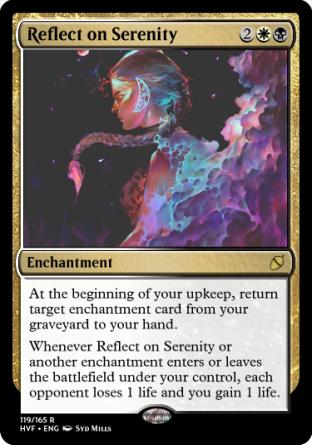 Reflect on Serenity 2
Enchantment
At the beginning of your upkeep, return
target enchantment card from your
graveyard to your hand.
Whenever Reflect on Serenity or
another enchantment enters or leaves
the battlefield under your control, each
opponent loses 1 life and you gain 1 life.
119/165 R
HVF • ENG Syd Mills